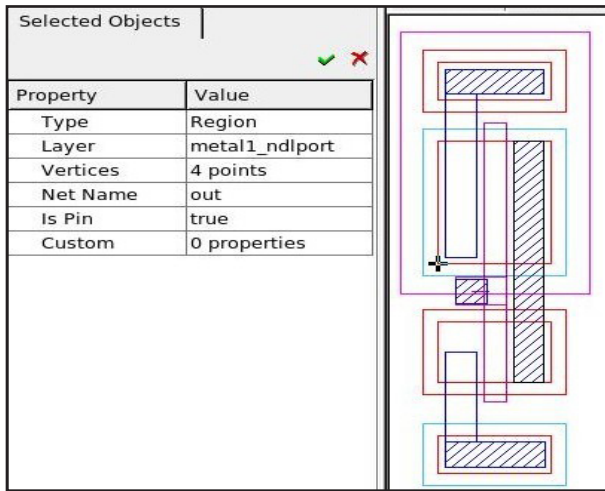 Selected Objects
Property Value
Type Region
Layer metal1_ndlport
Vertices 4 points
Net Name out
Is Pin true
Custom 0 properties